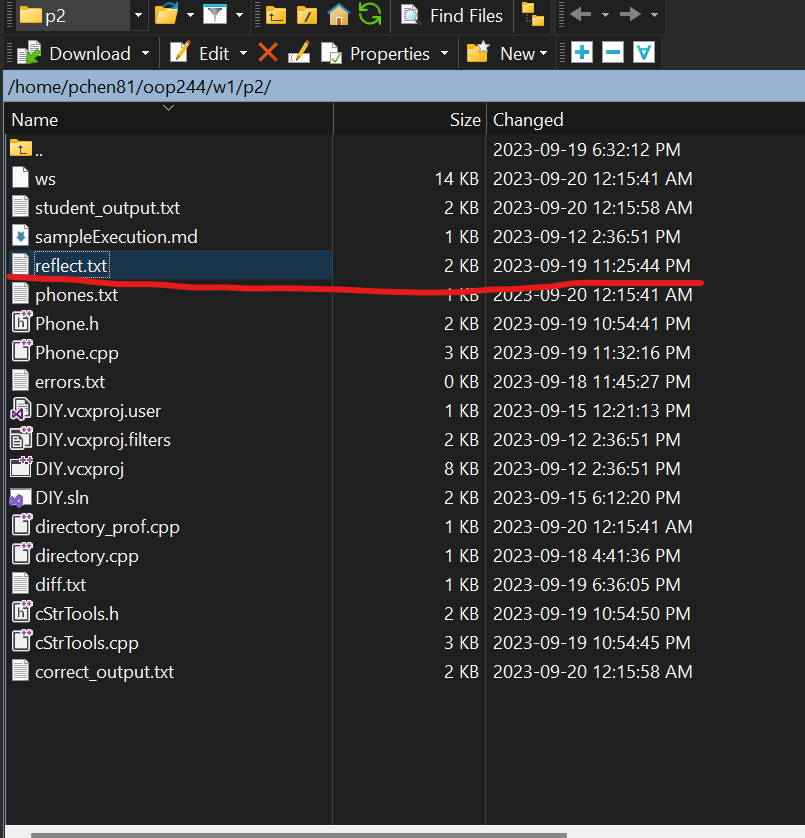 p2
Find Files
Download Edit Properties New
/home/pchen81/oop244/w1/p2/
Name Size Changed
.. 2023-09-19 6:32:12 PM
ws 14 KB 2023-09-20 12:15:41 AM
student_output.txt 2 KB 2023-09-20 12:15:58 AM
sampleExecution.md 1 KB 2023-09-12 2:36:51 PM
reflect.txt 2 KB 2023-09-19 11:25:44 PM
phones.txt 1 KB 2023-09-20 12:15:41 AM
Phone.h 2 KB 2023-09-19 10:54:41 PM
Phone.cpp 3 KB 2023-09-19 11:32:16 PM
errors.txt 0 KB 2023-09-18 11:45:27 PM
DIY.vcxproj.user 1 KB 2023-09-15 12:21:13 PM
DIY.vcxproj.filters 2 KB 2023-09-12 2:36:51 PM
DIY.vcxproj 8 KB 2023-09-12 2:36:51 PM
DIY.sln 2 KB 2023-09-15 6:12:20 PM
directory_prof.cpp 1 KB 2023-09-20 12:15:41 AM
directory.cpp 1 KB 2023-09-18 4:41:36 PM
diff.txt 1 KB 2023-09-19 6:36:05 PM
cStrTools.h 2 KB 2023-09-19 10:54:50 PM
cStrTools.cpp 3 KB 2023-09-19 10:54:45 PM
correct_output.txt 2 KB 2023-09-20 12:15:58 AM